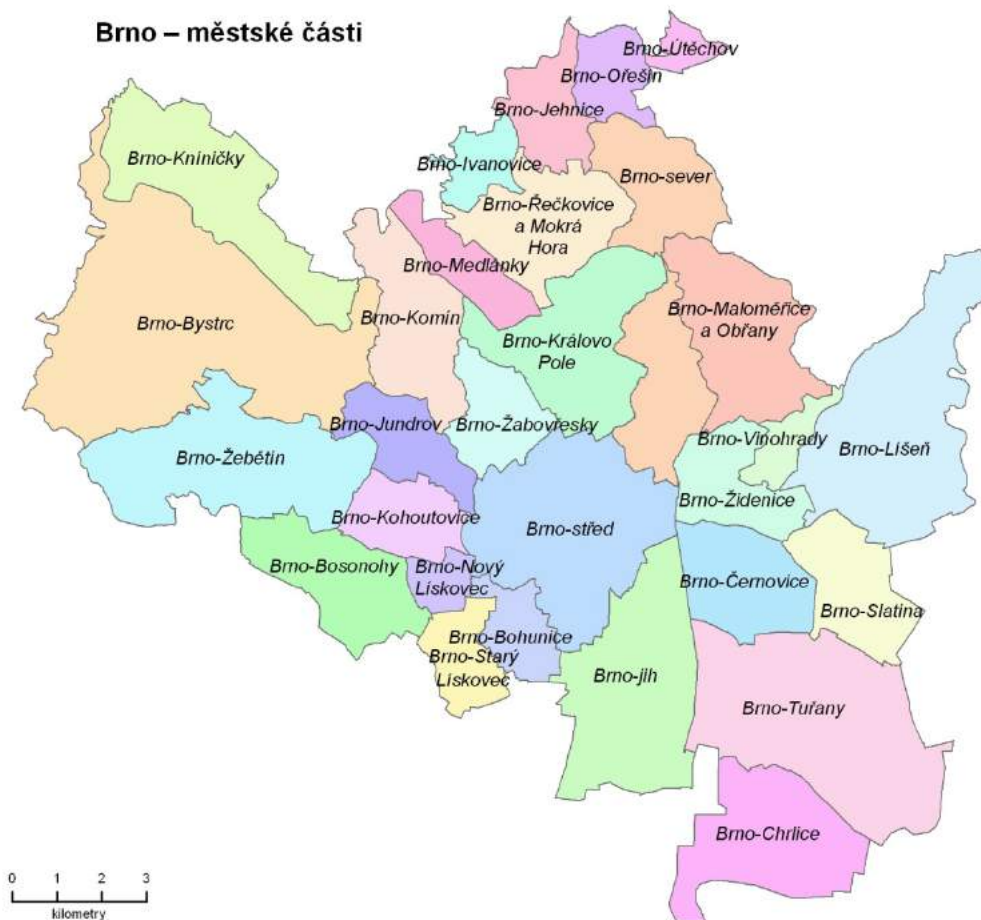 Brno – městské části
Brno-Útěchov
Brno-Ořešín
Brno-Jehnice
Brno-Kníničky
Brno-Ivanovice
Brno-sever
Brno-Řečkovice
a Mokrá
Hora
Brno-Medlánky
Brno-Maloměřice
a Obřany
Brno-Komín
Brno-Bystrc
Brno-Královo
Pole
Brno-Jundrov
Brno-Žabovřesky
Brno-Vinohrady
Brno-Líšeň
Brno-Žebětín
Brno-Židenice
Brno-Kohoutovice
Brno-střed
Brno-Bosonohy
Brno-Nový
Lískovec
Brno-Černovice
Brno-Slatina
Brno-Bohunice
Brno-Starý
Lískovec
Brno-jih
Brno-Tuřany
Brno-Chrlice
0 1 2 3
kilometry